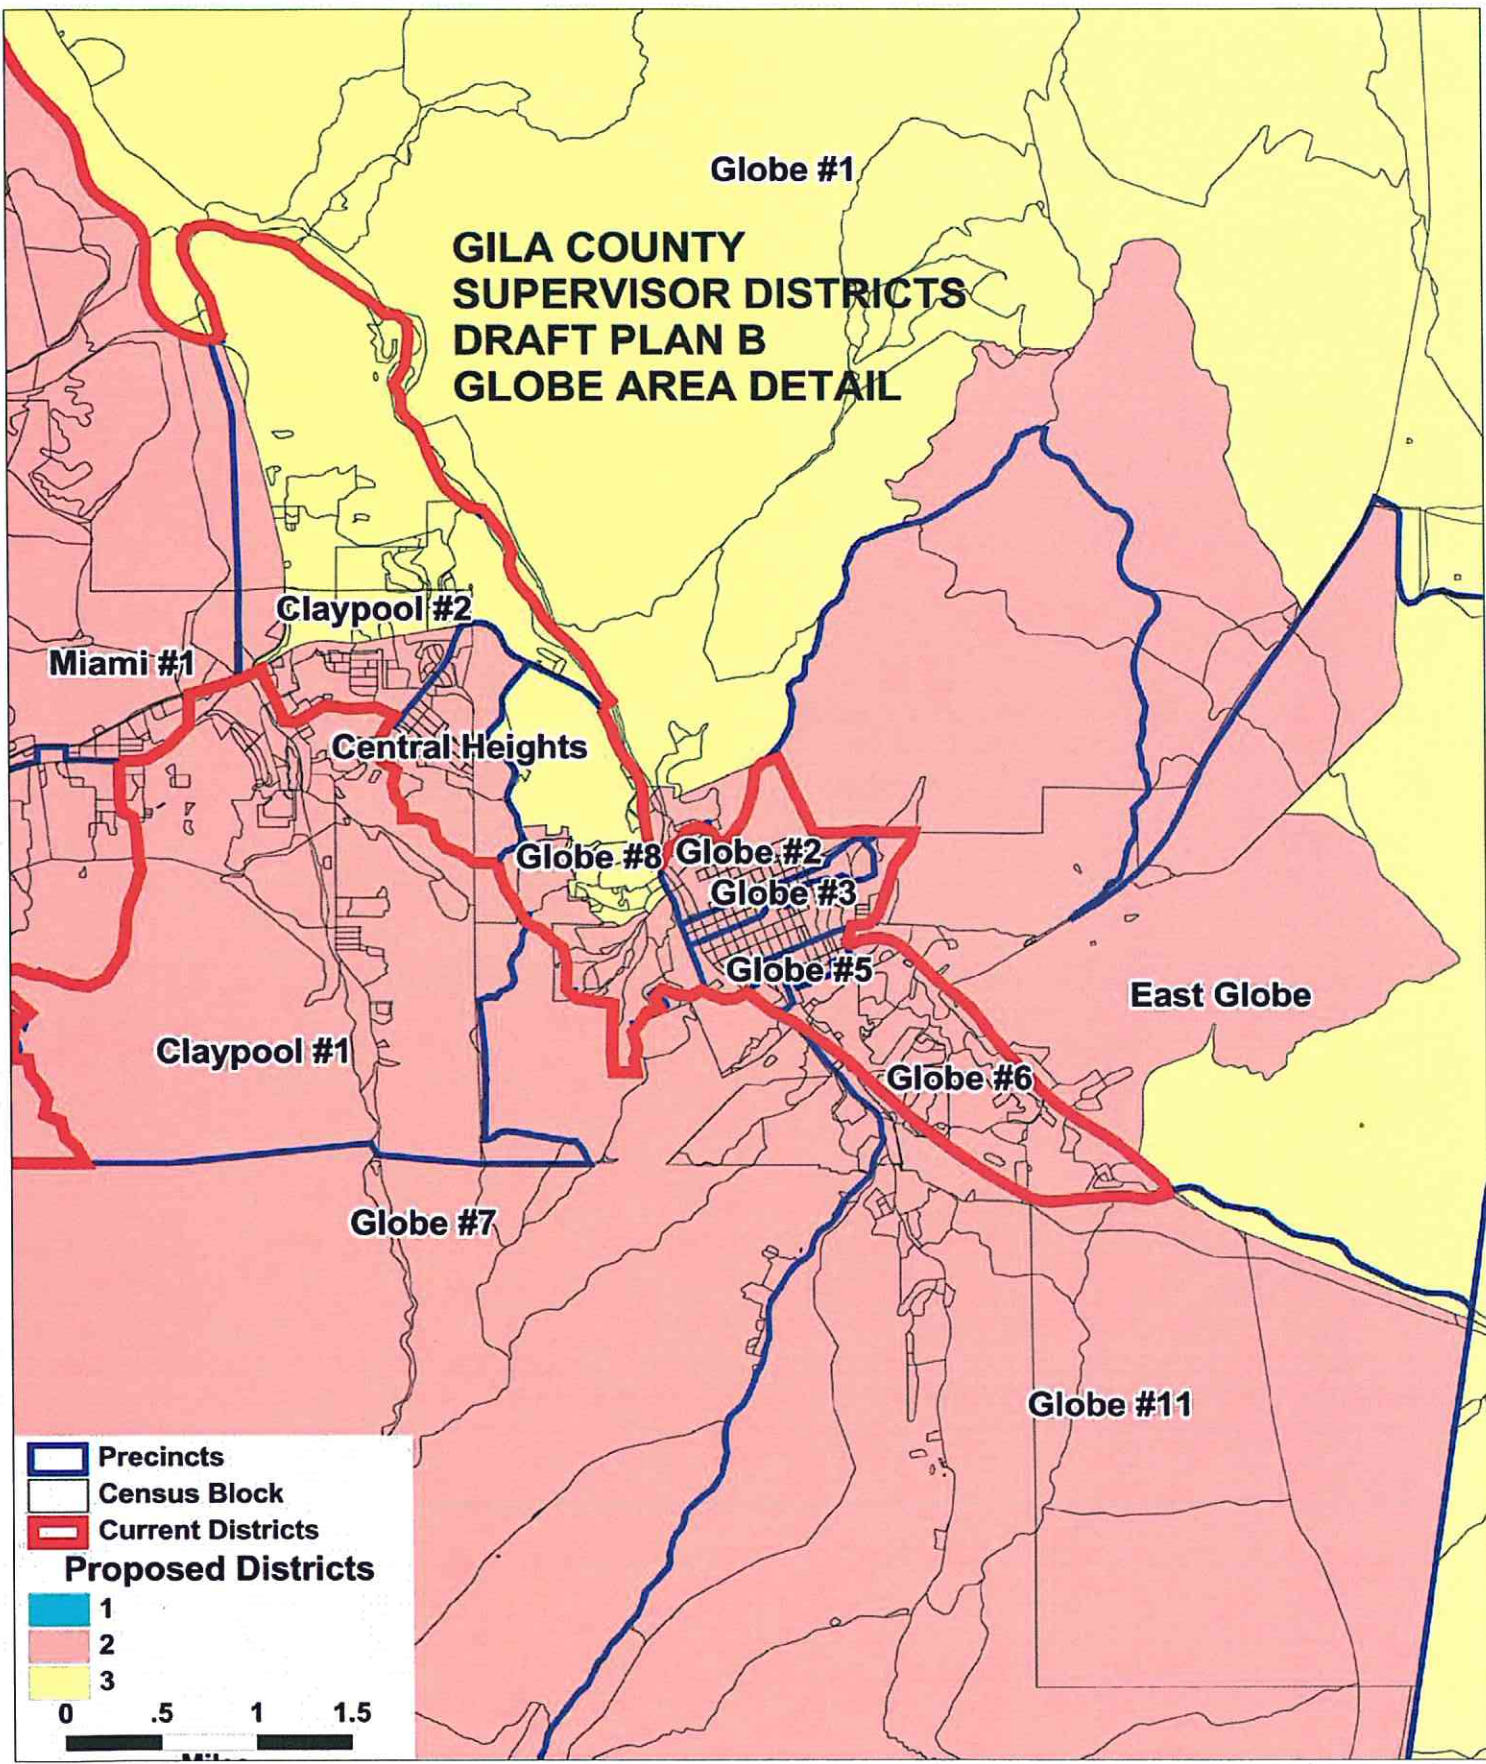 Globe #1
GILA COUNTY
SUPERVISOR DISTRICTS
DRAFT PLAN B
GLOBE AREA DETAIL
Claypool #2
Miami #1
Central Heights
Globe #8
Globe #2
Globe #3
Globe #5
East Globe
Claypool #1
Globe #6
Globe #7
Globe #11
Precincts
Census Block
Current Districts
Proposed Districts
1
2
3
0 .5 1 1.5
Miles